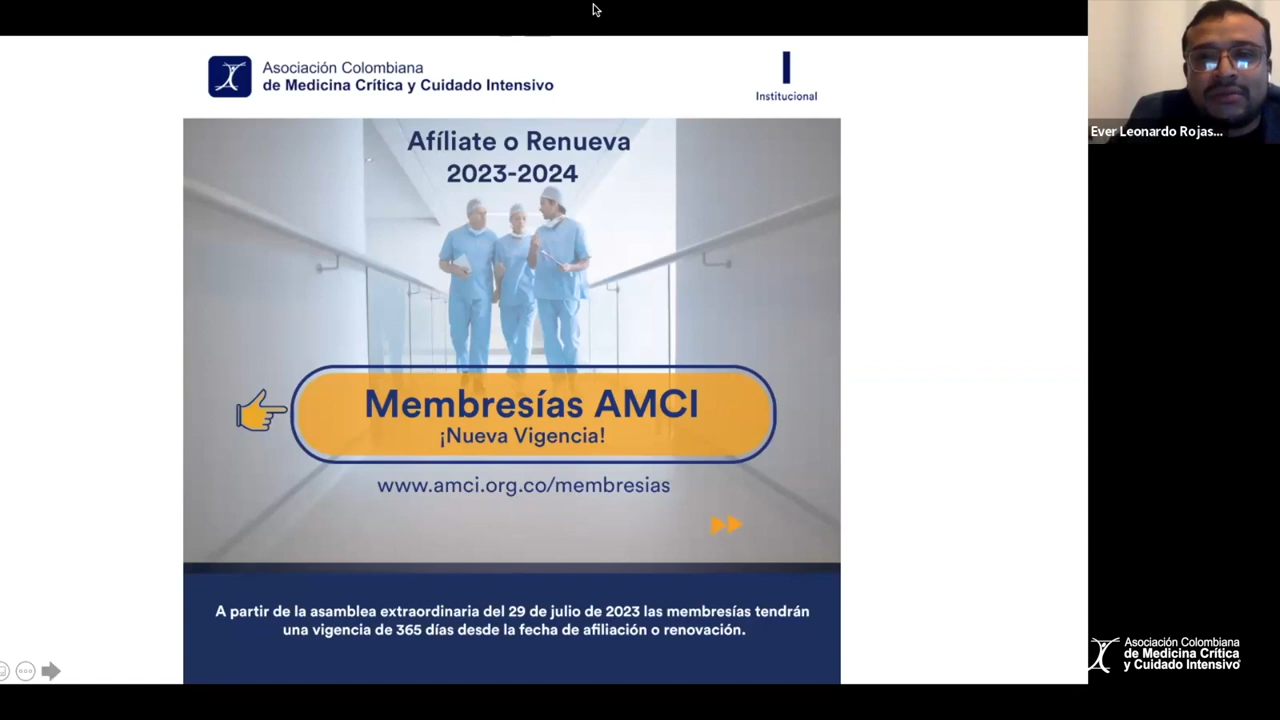 Asociación Colombiana
de Medicina Crítica y Cuidado Intensivo
Institucional
Afíliate o Renueva
2023-2024
Membresías AMCI
¡Nueva Vigencia!
www.amci.org.co/membresias
A partir de la asamblea extraordinaria del 29 de julio de 2023 las membresías tendrán
una vigencia de 365 días desde la fecha de afiliación o renovación.
Ever Leonardo Rojas...
Asociación Colombiana
de Medicina Crítica
y Cuidado Intensivo